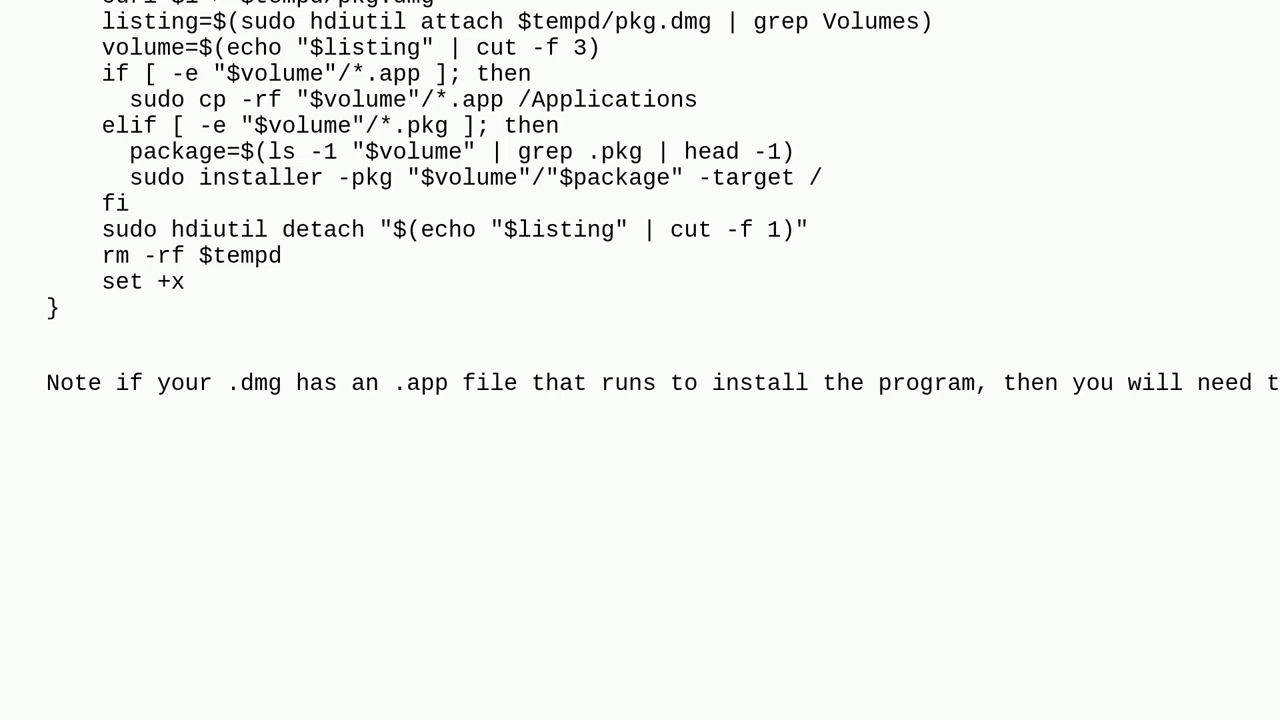 listing=$(sudo hdiutil attach $tempd/pkg.dmg | grep Volumes)
volume=$(echo "$listing" | cut -f 3)
if [ -e "$volume"/*.app ]; then
sudo cp -rf "$volume"/*.app /Applications
elif [ -e "$volume"/*.pkg ]; then
package=$(ls -1 "$volume" | grep .pkg | head -1)
sudo installer -pkg "$volume"/"$package" -target /
fi
sudo hdiutil detach "$(echo "$listing" | cut -f 1)"
rm -rf $tempd
set +x
}
Note if your .dmg has an .app file that runs to install the program, then you will need